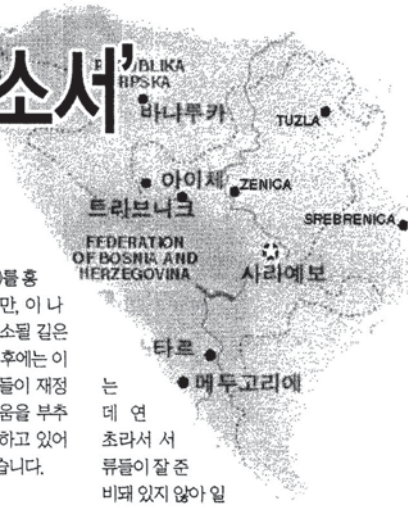 소서’
REPUBLIKA
SRPSKA
바냐루카
TUZLA
아이체
ZENICA
트라브니크
SREBRENICA
FEDERATION
OF BOSNIA AND
HERZEGOVINA
사라예보
를 홍
만, 이 나
소될 길은
후에는 이
들이 재정
움을 부추
하고 있어
습니다.
타르
메두고리에
는
데 연
초라서 서
류들이 잘 준
비돼 있지 않아 일